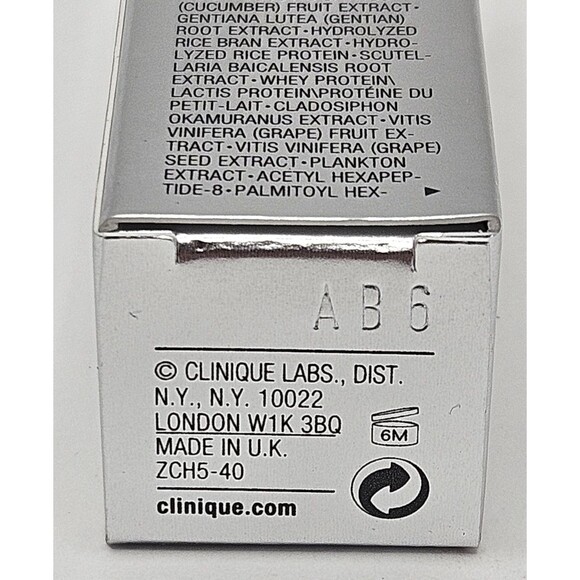 (CUCUMBER) FRUIT EXTRACT•
GENTIANA LUTEA (GENTIAN)
ROOT EXTRACT•HYDROLYZED
RICE BRAN EXTRACT•HYDRO-
LYZED RICE PROTEIN•SCUTEL-
LARIA BAICALENSIS ROOT
EXTRACT•WHEY PROTEIN\
LACTIS PROTEIN\PROTÉINE DU
PETIT-LAIT•CLADOSIPHON
OKAMURANUS EXTRACT•VITIS
VINIFERA (GRAPE) FRUIT EX-
TRACT•VITIS VINIFERA (GRAPE)
SEED EXTRACT•PLANKTON
EXTRACT•ACETYL HEXAPEP-
TIDE-8•PALMITOYL HEX-
AB6
© CLINIQUE LABS., DIST.
N.Y., N.Y. 10022
LONDON W1K 3BQ
MADE IN U.K.
ZCH5-40
6M
clinique.com